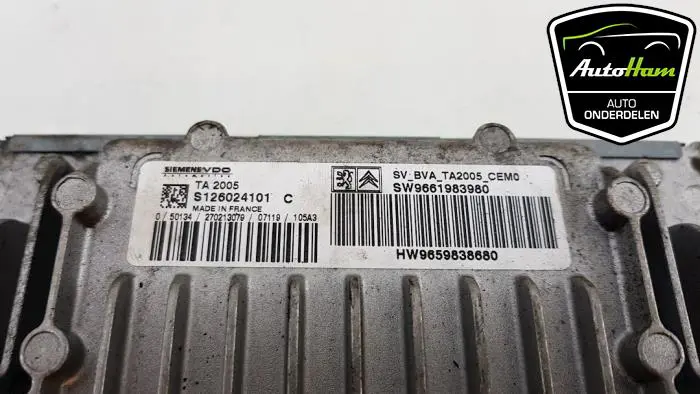 AutoHam
AUTO
ONDERDELEN
SIEMENS VDO
TA 2005
S126024101 C
MADE IN FRANCE
0 / 50134 / 270213079 / 07119 / 105A3
SV_BVA_TA2005_CEM0
SW9661983980
HW9659838680